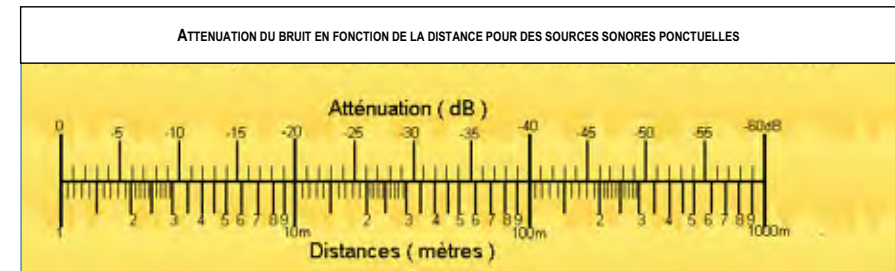 ATTENUATION DU BRUIT EN FONCTION DE LA DISTANCE POUR DES SOURCES SONORES PONCTUELLES
Atténuation ( dB )
0 -5 -10 -15 -20 -25 -30 -35 -40 -45 -50 -55 -60dB
2 3 4 5 6 7 8 9 2 3 4 5 6 7 8 9 2 3 4 5 6 7 8 9
1 10m 100m 1000m
Distances ( mètres )